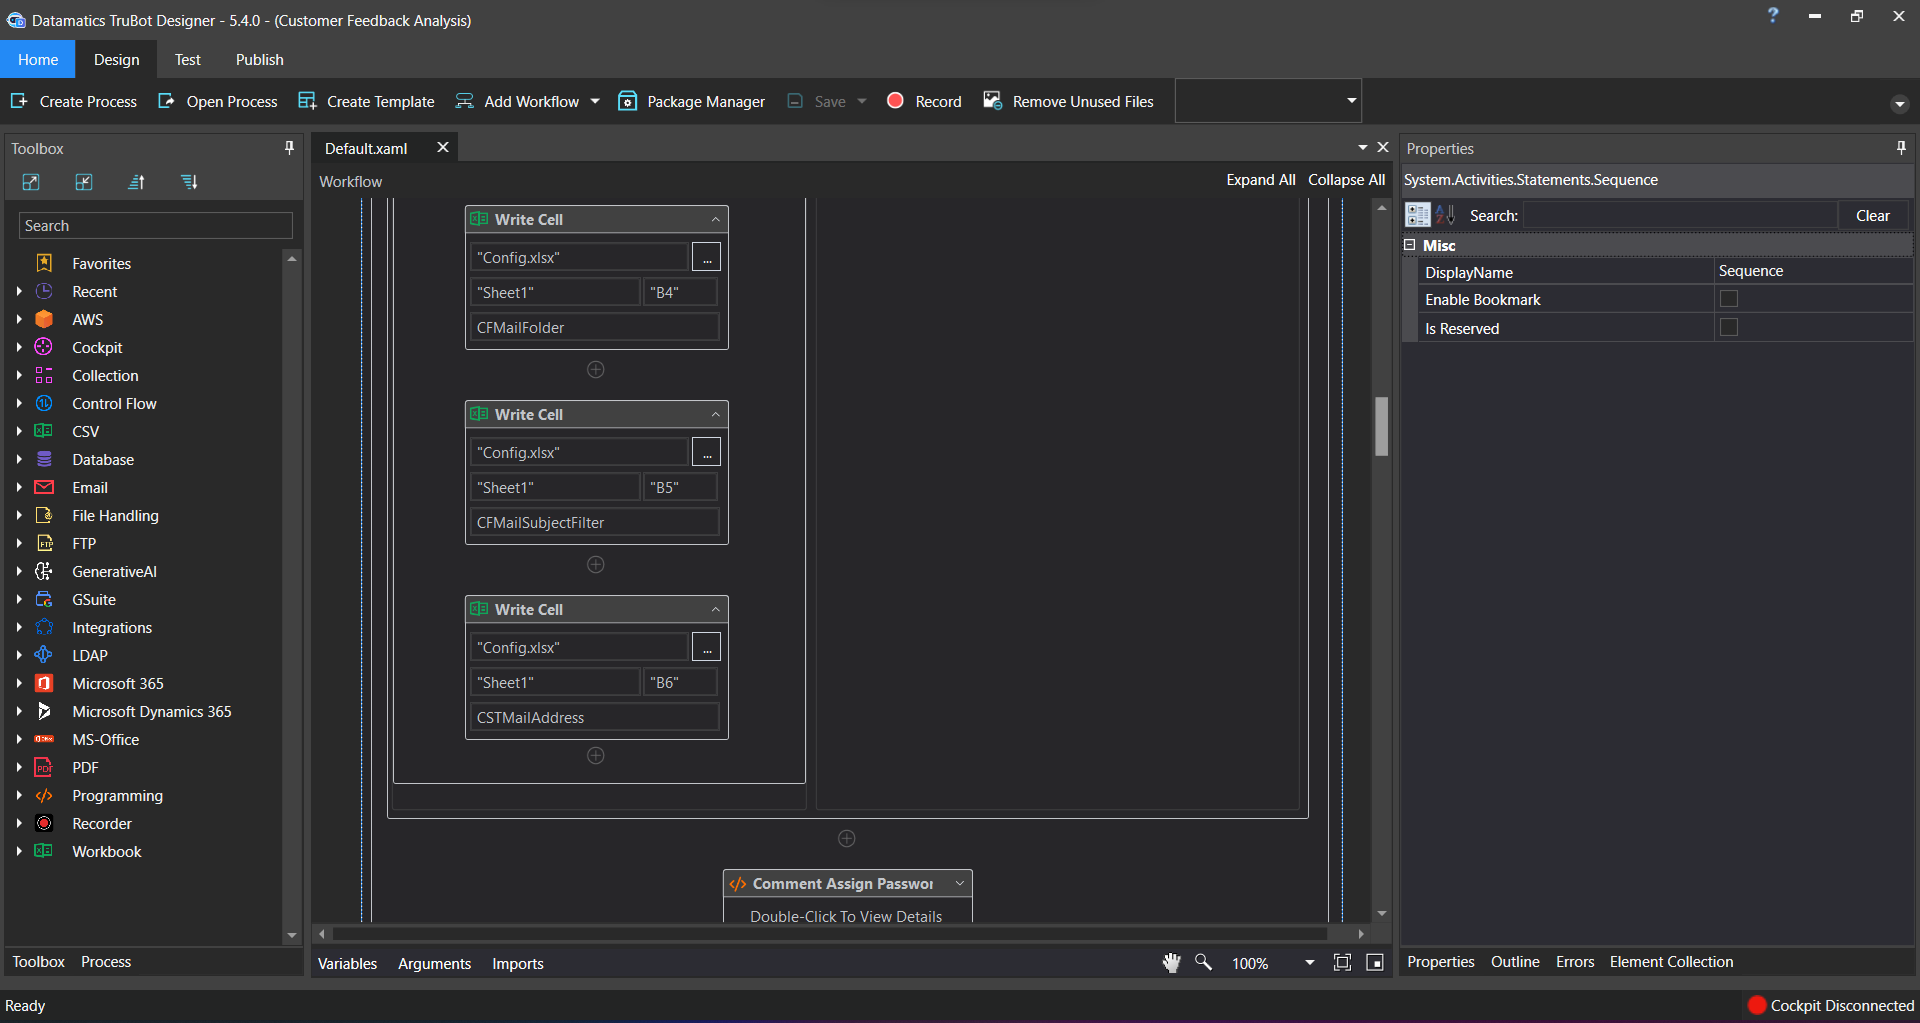 Datamatics TruBot Designer - 5.4.0 - (Customer Feedback Analysis)
Home Design Test Publish
Create Process Open Process Create Template Add Workflow Package Manager Save Record Remove Unused Files
Toolbox
Search
Favorites
Recent
AWS
Cockpit
Collection
Control Flow
CSV
Database
Email
File Handling
FTP
GenerativeAI
GSuite
Integrations
LDAP
Microsoft 365
Microsoft Dynamics 365
MS-Office
PDF
Programming
Recorder
Workbook
Toolbox Process
Default.xaml
Workflow Expand All Collapse All
Write Cell
"Config.xlsx" ...
"Sheet1" "B4"
CFMailFolder
Write Cell
"Config.xlsx" ...
"Sheet1" "B5"
CFMailSubjectFilter
Write Cell
"Config.xlsx" ...
"Sheet1" "B6"
CSTMailAddress
Comment Assign Passwor
Double-Click To View Details
Variables Arguments Imports 100%
Properties
System.Activities.Statements.Sequence
Search: Clear
Misc
DisplayName Sequence
Enable Bookmark
Is Reserved
Properties Outline Errors Element Collection
Ready Cockpit Disconnected